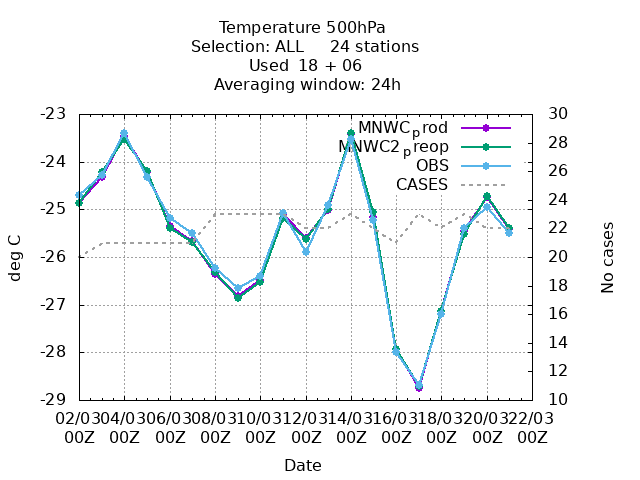 Temperature 500hPa
Selection: ALL 24 stations
Used 18 + 06
Averaging window: 24h
MNWC_prod
MNWC2_preop
OBS
CASES
-23
-24
-25
-26
-27
-28
-29
deg C
30
28
26
24
22
20
18
16
14
12
10
No cases
02/03 04/03 06/03 08/03 10/03 12/03 14/03 16/03 18/03 20/03 22/03
00Z 00Z 00Z 00Z 00Z 00Z 00Z 00Z 00Z 00Z 00Z
Date